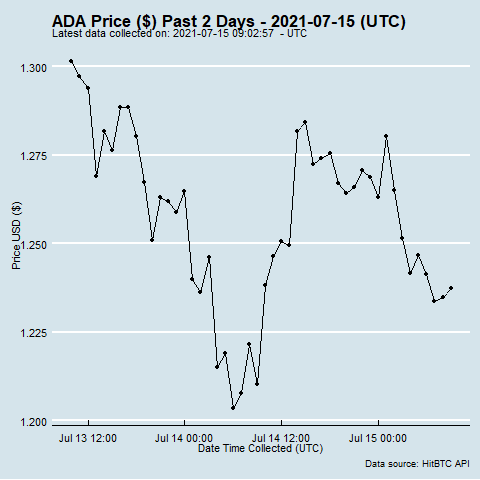 ADA Price ($) Past 2 Days - 2021-07-15 (UTC)
Latest data collected on: 2021-07-15 09:02:57 - UTC
1.300
1.275
1.250
1.225
1.200
Price USD ($)
Jul 13 12:00 Jul 14 00:00 Jul 14 12:00 Jul 15 00:00
Date Time Collected (UTC)
Data source: HitBTC API